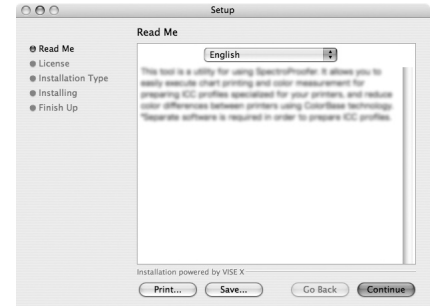 Setup
Read Me
Read Me
License
Installation Type
Installing
Finish Up
English
This tool is a utility for using SpectroProofer. It allows you to
easily execute chart printing and color measurement for
preparing ICC profiles specialized for your printers, and reduce
color differences between printers using ColorBase technology.
*Separate software is required in order to prepare ICC profiles.
Installation powered by VISE X
Print...
Save...
Go Back
Continue